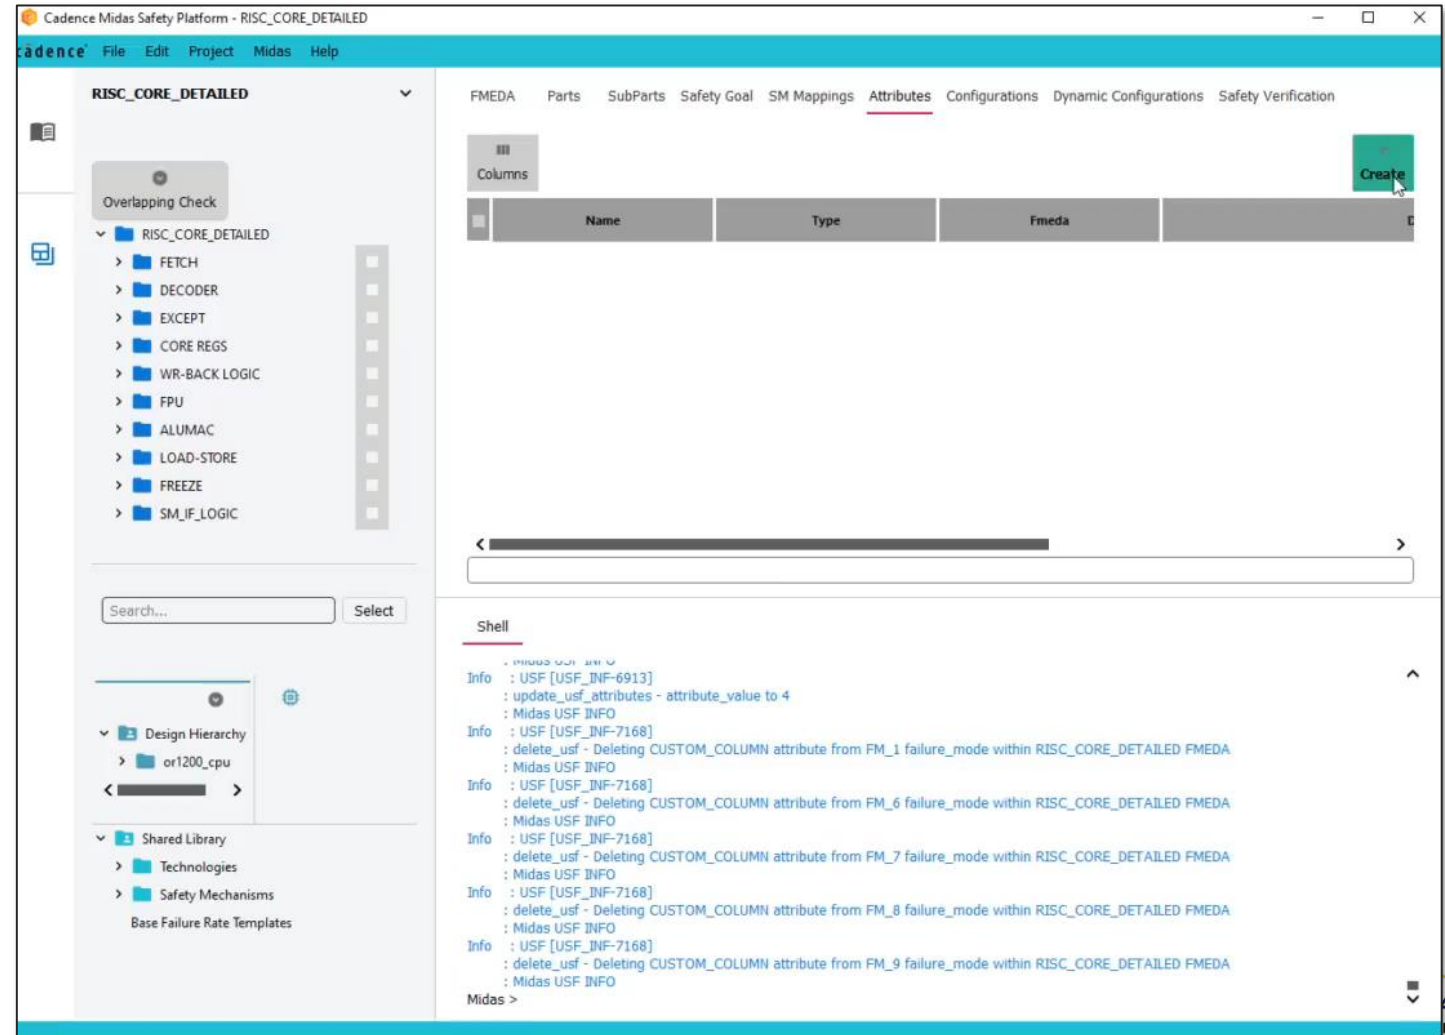 Cadence Midas Safety Platform - RISC_CORE_DETAILED
cādence File Edit Project Midas Help
RISC_CORE_DETAILED
Overlapping Check
RISC_CORE_DETAILED
FETCH
DECODER
EXCEPT
CORE REGS
WR-BACK LOGIC
FPU
ALUMAC
LOAD-STORE
FREEZE
SM_IF_LOGIC
Search... Select
Design Hierarchy
or1200_cpu
Shared Library
Technologies
Safety Mechanisms
Base Failure Rate Templates
FMEDA Parts SubParts Safety Goal SM Mappings Attributes Configurations Dynamic Configurations Safety Verification
Columns Create
Name Type Fmeda
Shell
: Midas USF INFO
Info : USF [USF_INF-6913]
: update_usf_attributes - attribute_value to 4
: Midas USF INFO
Info : USF [USF_INF-7168]
: delete_usf - Deleting CUSTOM_COLUMN attribute from FM_1 failure_mode within RISC_CORE_DETAILED FMEDA
: Midas USF INFO
Info : USF [USF_INF-7168]
: delete_usf - Deleting CUSTOM_COLUMN attribute from FM_6 failure_mode within RISC_CORE_DETAILED FMEDA
: Midas USF INFO
Info : USF [USF_INF-7168]
: delete_usf - Deleting CUSTOM_COLUMN attribute from FM_7 failure_mode within RISC_CORE_DETAILED FMEDA
: Midas USF INFO
Info : USF [USF_INF-7168]
: delete_usf - Deleting CUSTOM_COLUMN attribute from FM_8 failure_mode within RISC_CORE_DETAILED FMEDA
: Midas USF INFO
Info : USF [USF_INF-7168]
: delete_usf - Deleting CUSTOM_COLUMN attribute from FM_9 failure_mode within RISC_CORE_DETAILED FMEDA
: Midas USF INFO
Midas >